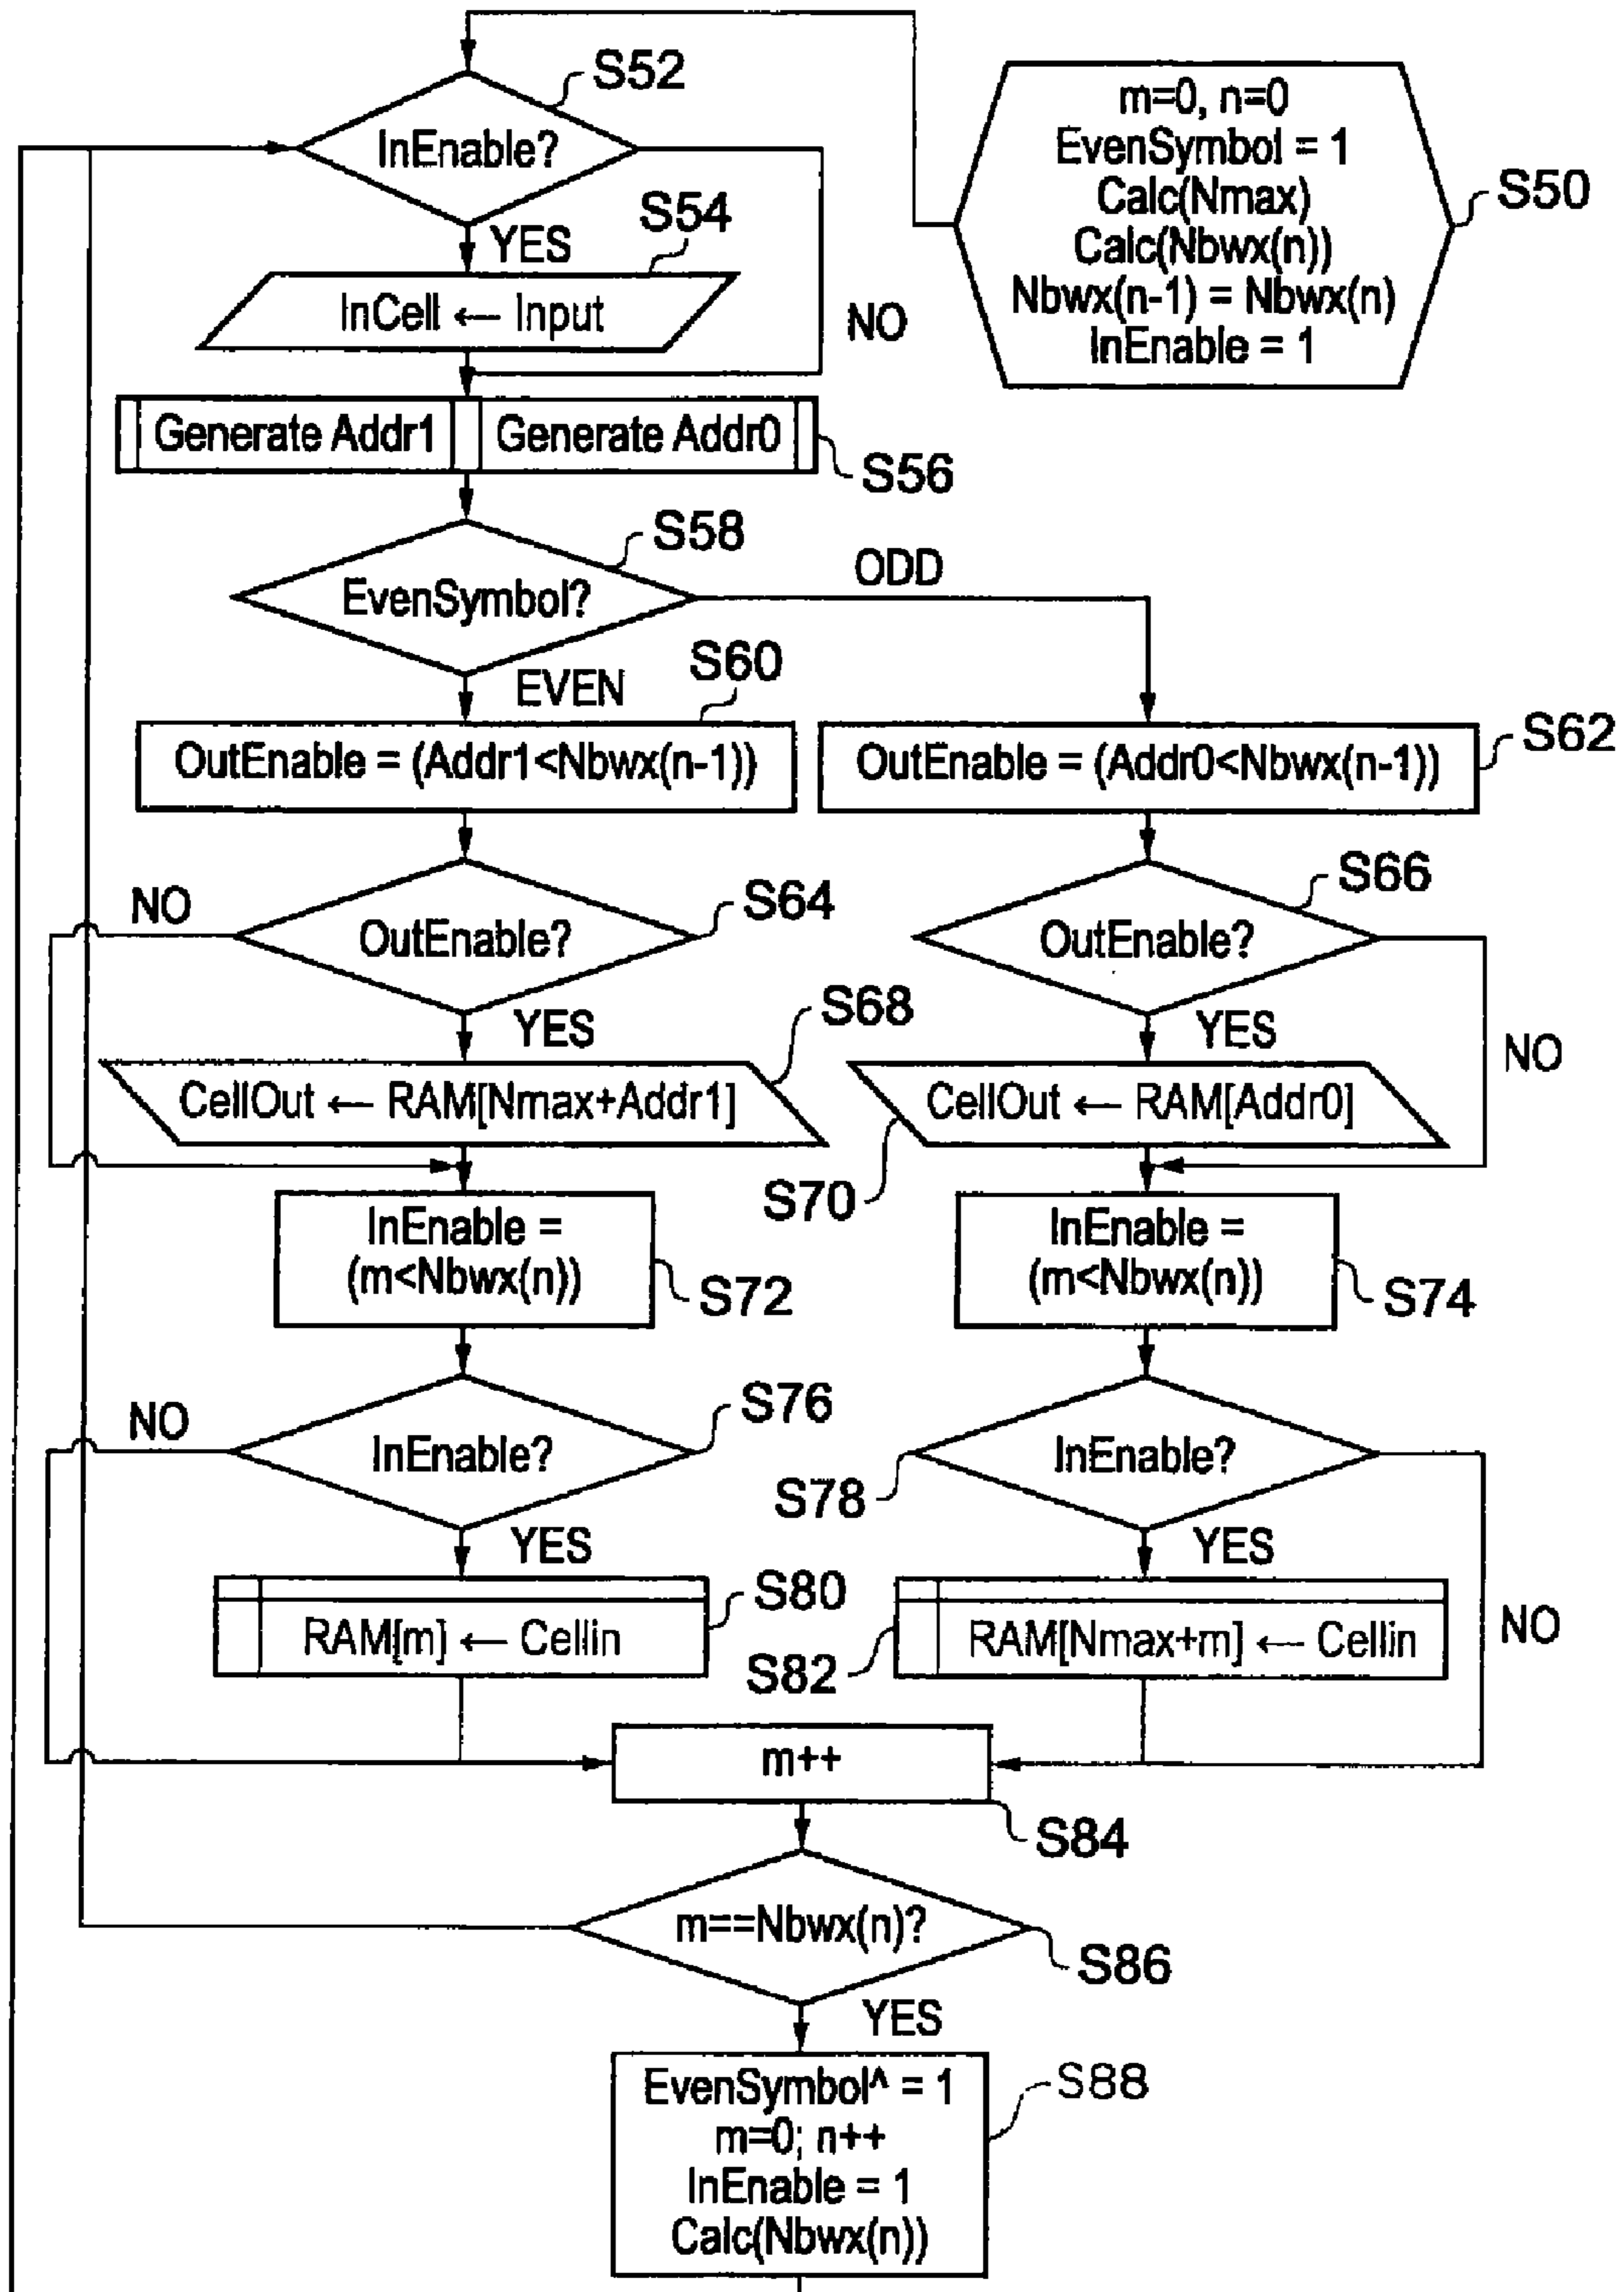 S52
InEnable?
m=0, n=0
EvenSymbol = 1
Calc(Nmax)
Calc(Nbwx(n))
Nbwx(n-1) = Nbwx(n)
InEnable = 1
S50
YES
S54
InCell ← Input
NO
Generate Addr1
Generate Addr0
S56
S58
EvenSymbol?
ODD
EVEN
S60
OutEnable = (Addr1<Nbwx(n-1))
OutEnable = (Addr0<Nbwx(n-1))
S62
NO
OutEnable?
S64
OutEnable?
S66
YES
S68
YES
NO
CellOut ← RAM[Nmax+Addr1]
CellOut ← RAM[Addr0]
S70
InEnable =
(m<Nbwx(n))
S72
InEnable =
(m<Nbwx(n))
S74
NO
InEnable?
S76
InEnable?
S78
YES
YES
S80
RAM[m] ← Cellin
S82
RAM[Nmax+m] ← Cellin
NO
m++
S84
m==Nbwx(n)?
S86
YES
EvenSymbol^ = 1
m=0; n++
InEnable = 1
Calc(Nbwx(n))
S88